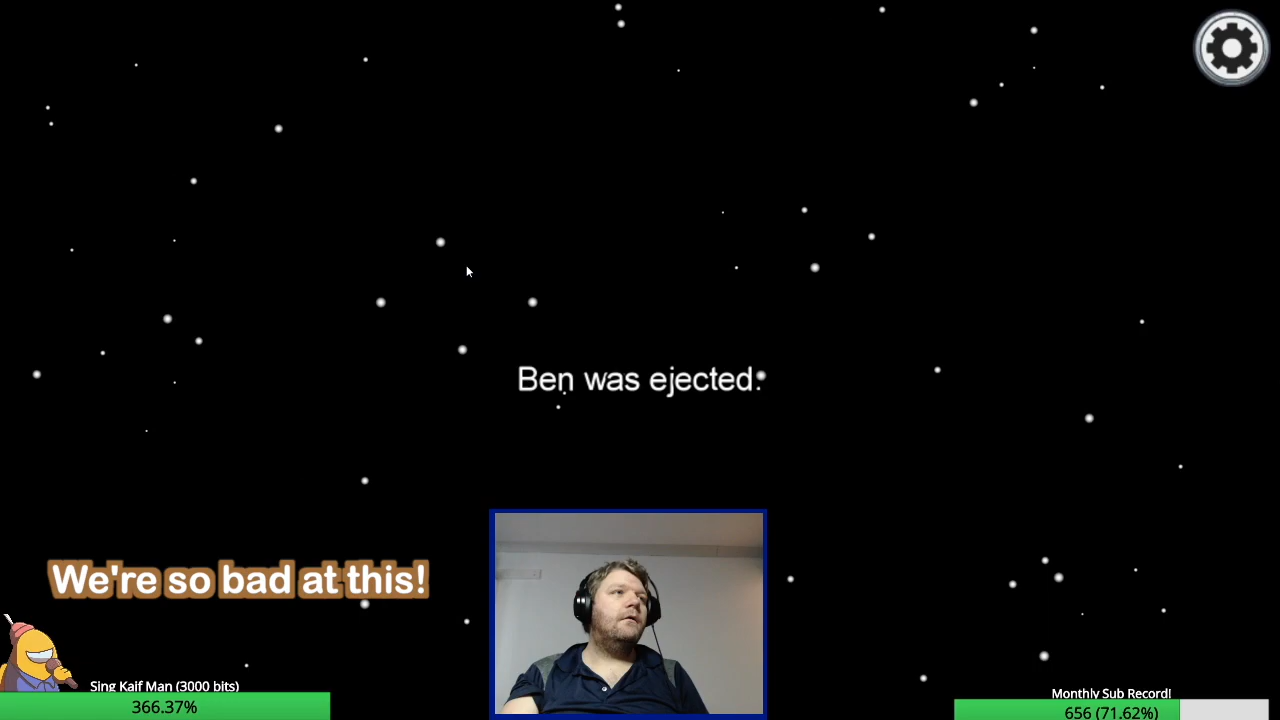 Ben was ejected.
We're so bad at this!
Sing Kaif Man (3000 bits)
366.37%
Monthly Sub Record!
656 (71.62%)